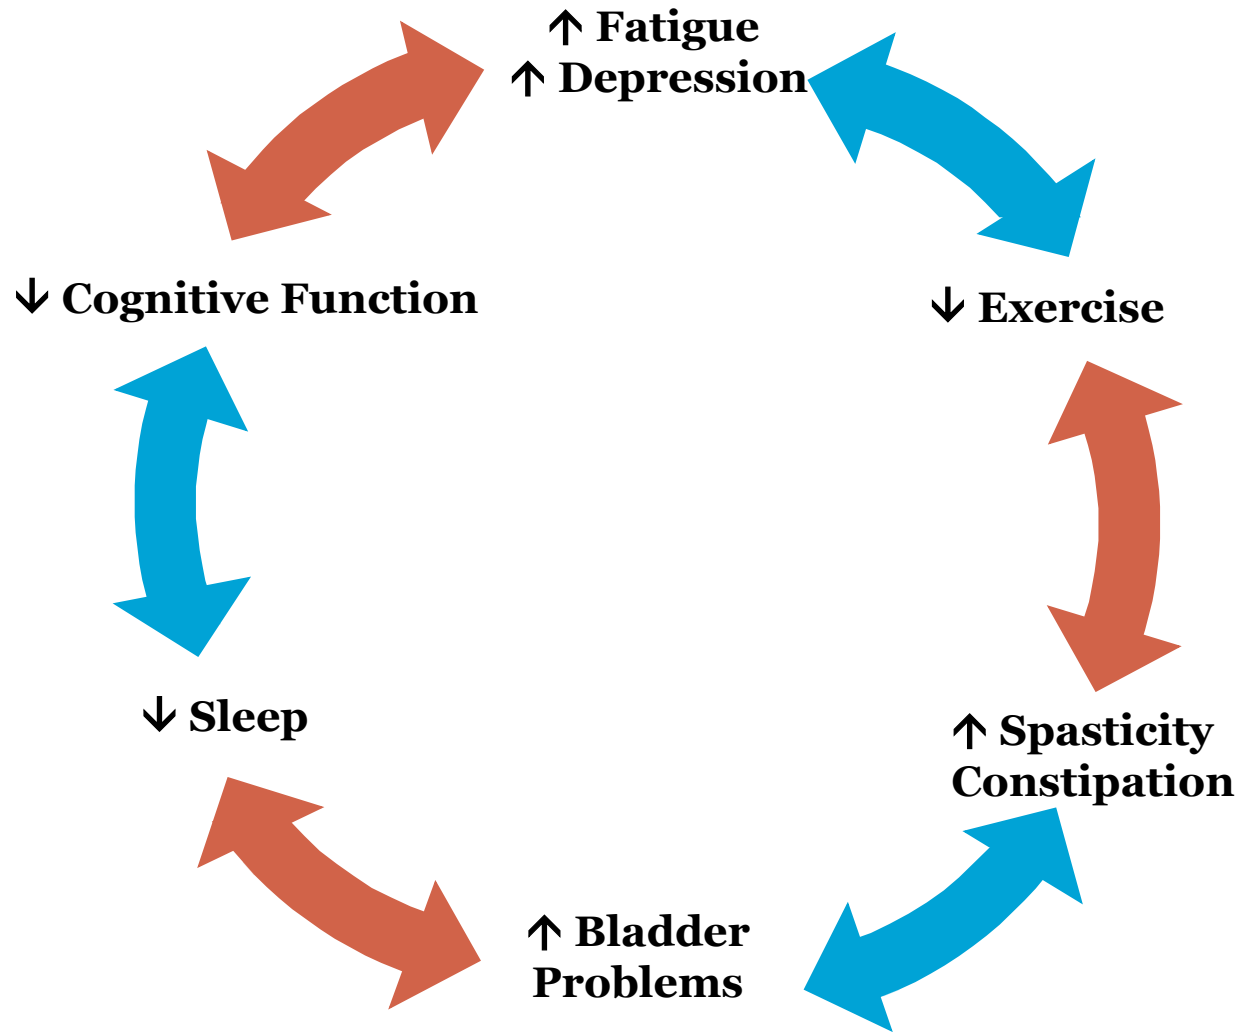 ↑ Fatigue
↑ Depression
↓ Cognitive Function
↓ Exercise
↓ Sleep
↑ Spasticity
Constipation
↑ Bladder
Problems